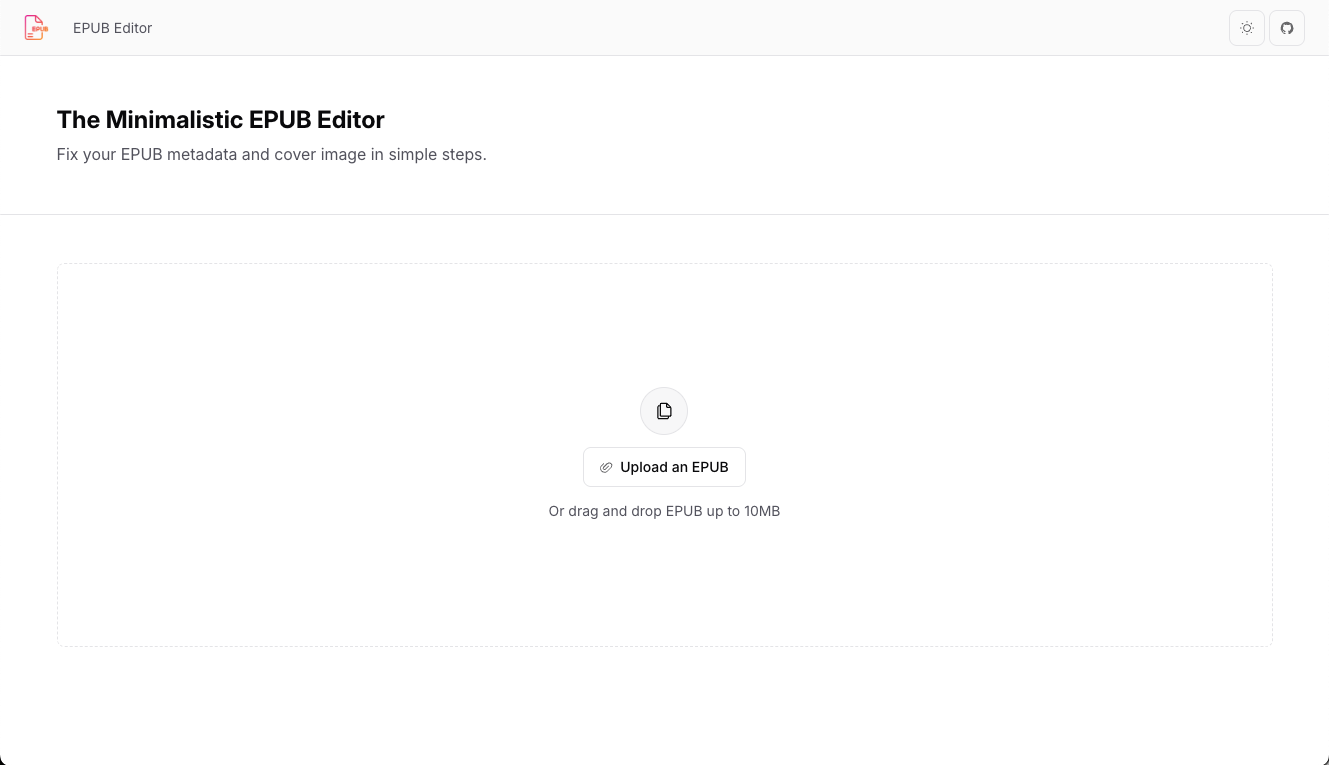 EPUB
EPUB Editor
The Minimalistic EPUB Editor
Fix your EPUB metadata and cover image in simple steps.
Upload an EPUB
Or drag and drop EPUB up to 10MB